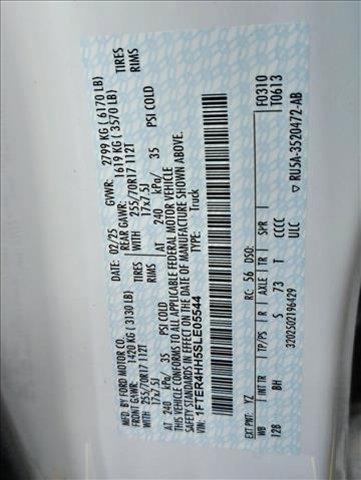 MFD BY FORD MOTOR CO.
DATE: 02/25 GVWR: 2799 KG ( 6170 LB)
FRONT GAWR: 1420 KG ( 3130 LB) REAR GAWR: 1619 KG ( 3570 LB)
WITH 255/70R17 112T TIRES WITH 255/70R17 112T TIRES
17x7.5J RIMS 17x7.5J RIMS
AT 240 kPa/ 35 PSI COLD AT 240 kPa/ 35 PSI COLD
THIS VEHICLE CONFORMS TO ALL APPLICABLE FEDERAL MOTOR VEHICLE
SAFETY STANDARDS IN EFFECT ON THE DATE OF MANUFACTURE SHOWN ABOVE.
VIN: 1FTER4HH5SLE05544
TYPE: Truck
F0310
T0613
EXT PNT: YZ RC: 56 DSO:
WB INT TR TP/PS R AXLE TR SPR
128 BH S 73 T CCCC
ULC
3202502196429
RU5A-3520472-AB